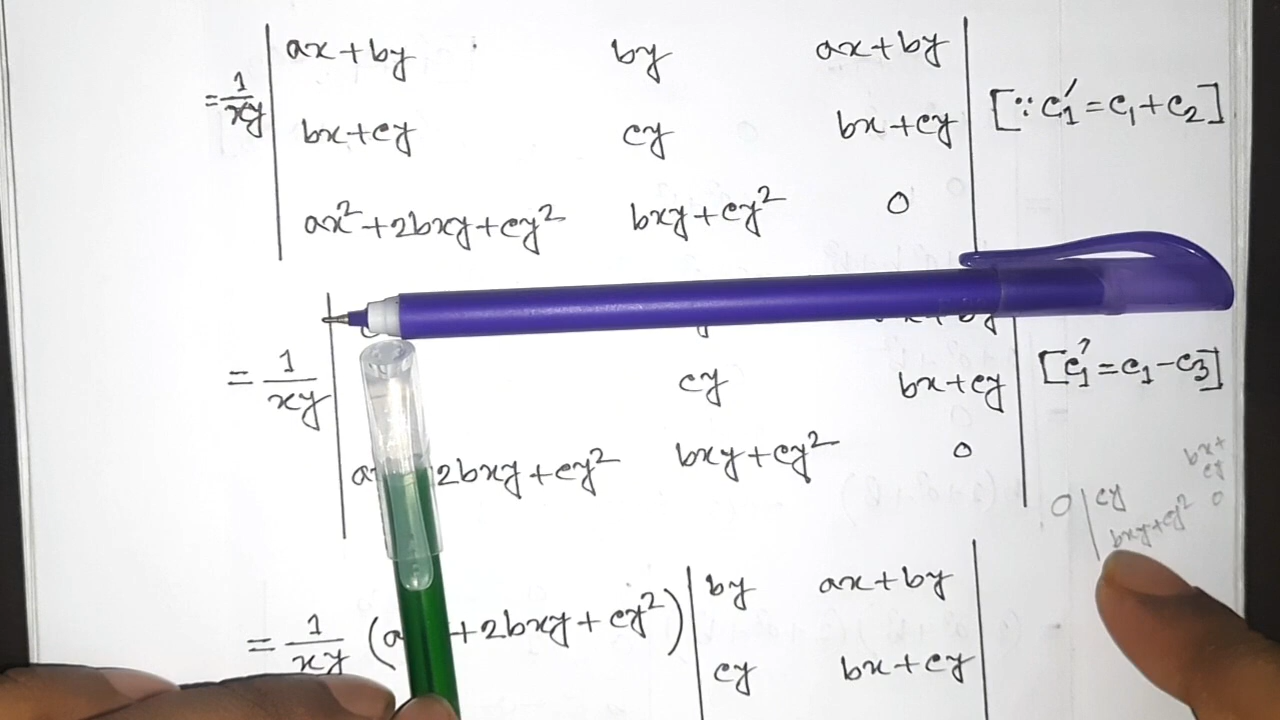 ax+by by ax+by
=1/xy bx+cy cy bx+cy [∵ c₁′=c₁+c₂]
ax²+2bxy+cy² bxy+cy² 0
= 1/xy cy bx+cy [c₁′=c₁-c₃]
2bxy+cy² bxy+cy² 0
bx+
cy
0 cy 0
bxy+cy²
by ax+by
= 1/xy ( +2bxy+cy²) cy bx+cy